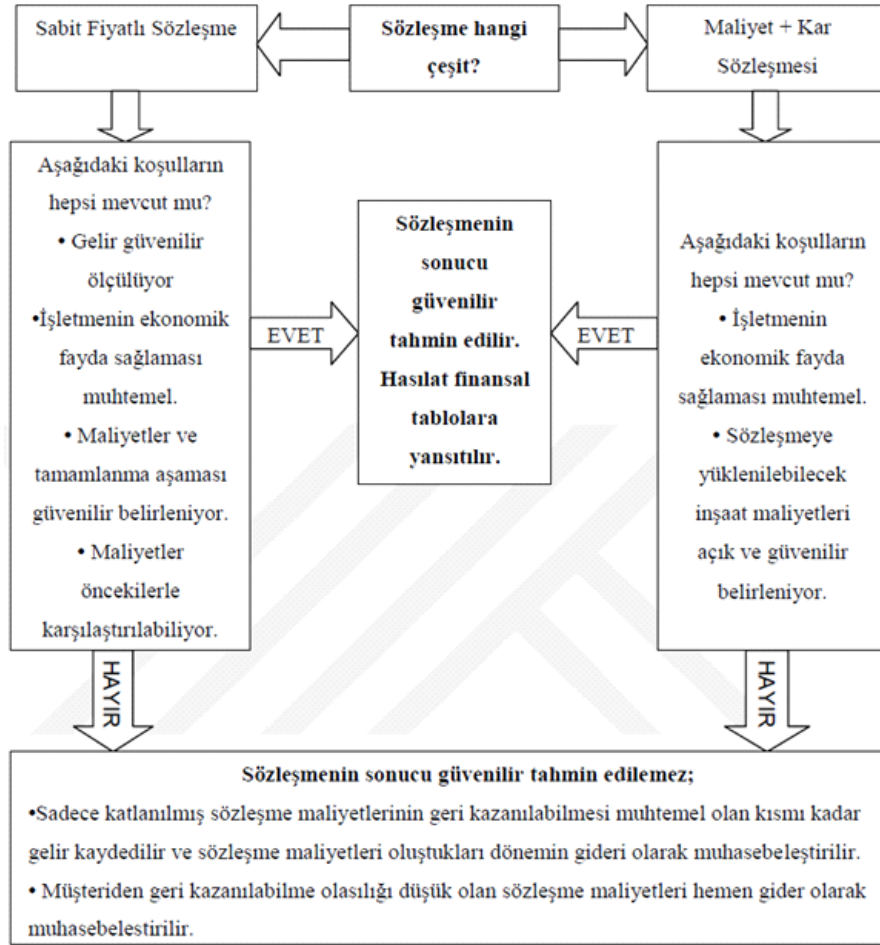 Sabit Fiyatlı Sözleşme
Sözleşme hangi
çeşit?
Maliyet + Kar
Sözleşmesi
Aşağıdaki koşulların
hepsi mevcut mu?
• Gelir güvenilir
ölçülüyor
•İşletmenin ekonomik
fayda sağlaması
muhtemel.
• Maliyetler ve
tamamlanma aşaması
güvenilir belirleniyor.
• Maliyetler
öncekilerle
karşılaştırılabiliyor.
EVET
Sözleşmenin
sonucu
güvenilir
tahmin edilir.
Hasılat finansal
tablolara
yansıtılır.
EVET
Aşağıdaki koşulların
hepsi mevcut mu?
• İşletmenin
ekonomik fayda
sağlaması muhtemel.
• Sözleşmeye
yüklenilebilecek
inşaat maliyetleri
açık ve güvenilir
belirleniyor.
HAYIR
HAYIR
Sözleşmenin sonucu güvenilir tahmin edilemez;
•Sadece katlanılmış sözleşme maliyetlerinin geri kazanılabilmesi muhtemel olan kısmı kadar
gelir kaydedilir ve sözleşme maliyetleri oluştukları dönemin gideri olarak muhasebeleştirilir.
• Müşteriden geri kazanılabilme olasılığı düşük olan sözleşme maliyetleri hemen gider olarak
muhasebelestirilir.